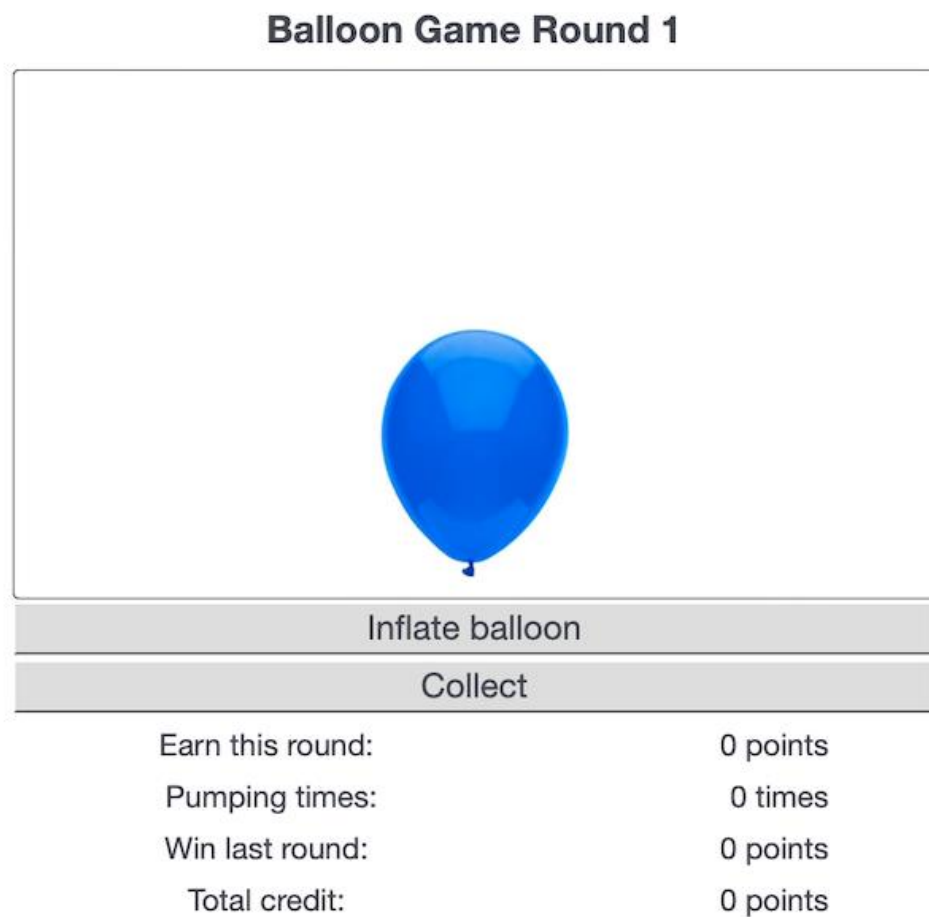 Balloon Game Round 1
Inflate balloon
Collect
Earn this round: 0 points
Pumping times: 0 times
Win last round: 0 points
Total credit: 0 points